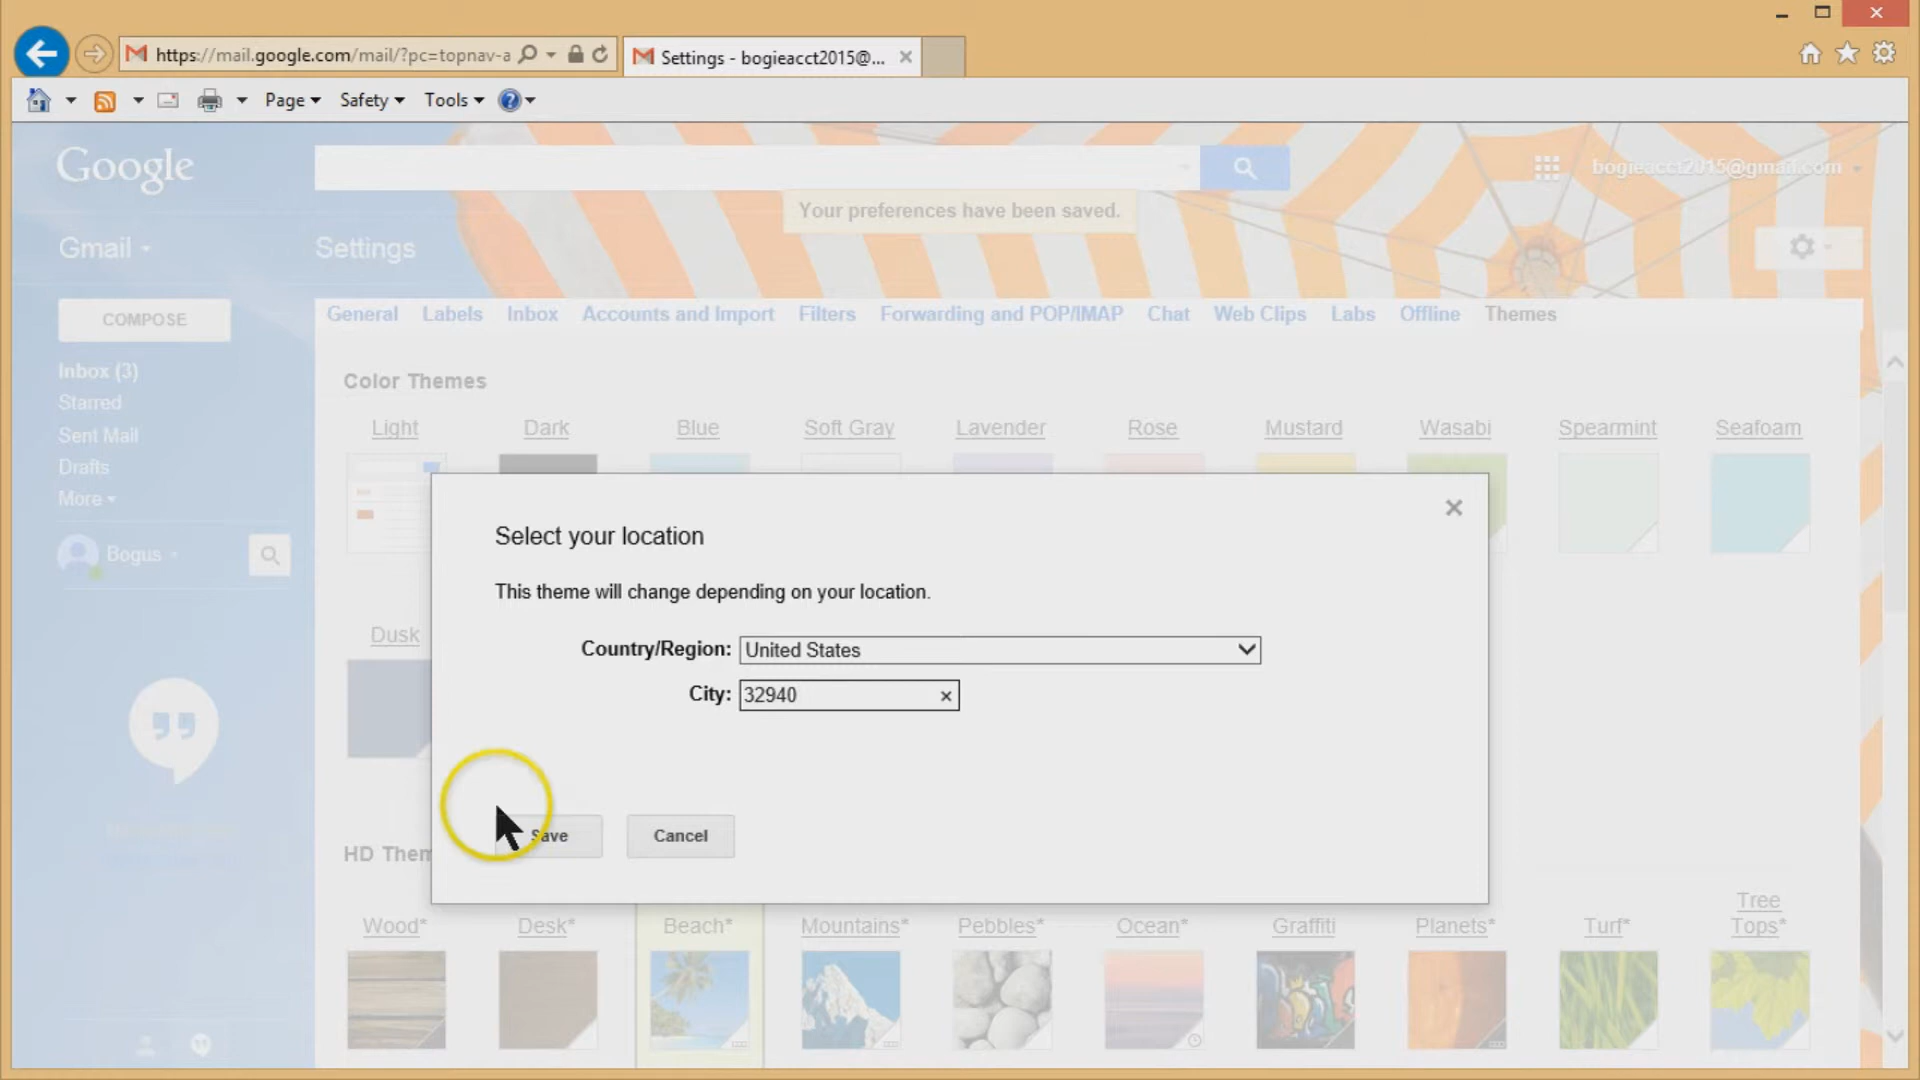 https://mail.google.com/mail/?pc=topnav-a
Settings - bogieacct2015@...
Page
Safety
Tools
Google
bogieacct2015@gmail.com
Your preferences have been saved.
Gmail
Settings
COMPOSE
General Labels Inbox Accounts and Import Filters Forwarding and POP/IMAP Chat Web Clips Labs Offline Themes
Inbox (3)
Starred
Sent Mail
Drafts
More
Bogus
Color Themes
Light Dark Blue Soft Gray Lavender Rose Mustard Wasabi Spearmint Seafoam
Dusk
Select your location
This theme will change depending on your location.
Country/Region: United States
City: 32940
Save Cancel
HD Them
Wood* Desk* Beach* Mountains* Pebbles* Ocean* Graffiti Planets* Turf* Tree
Tops*